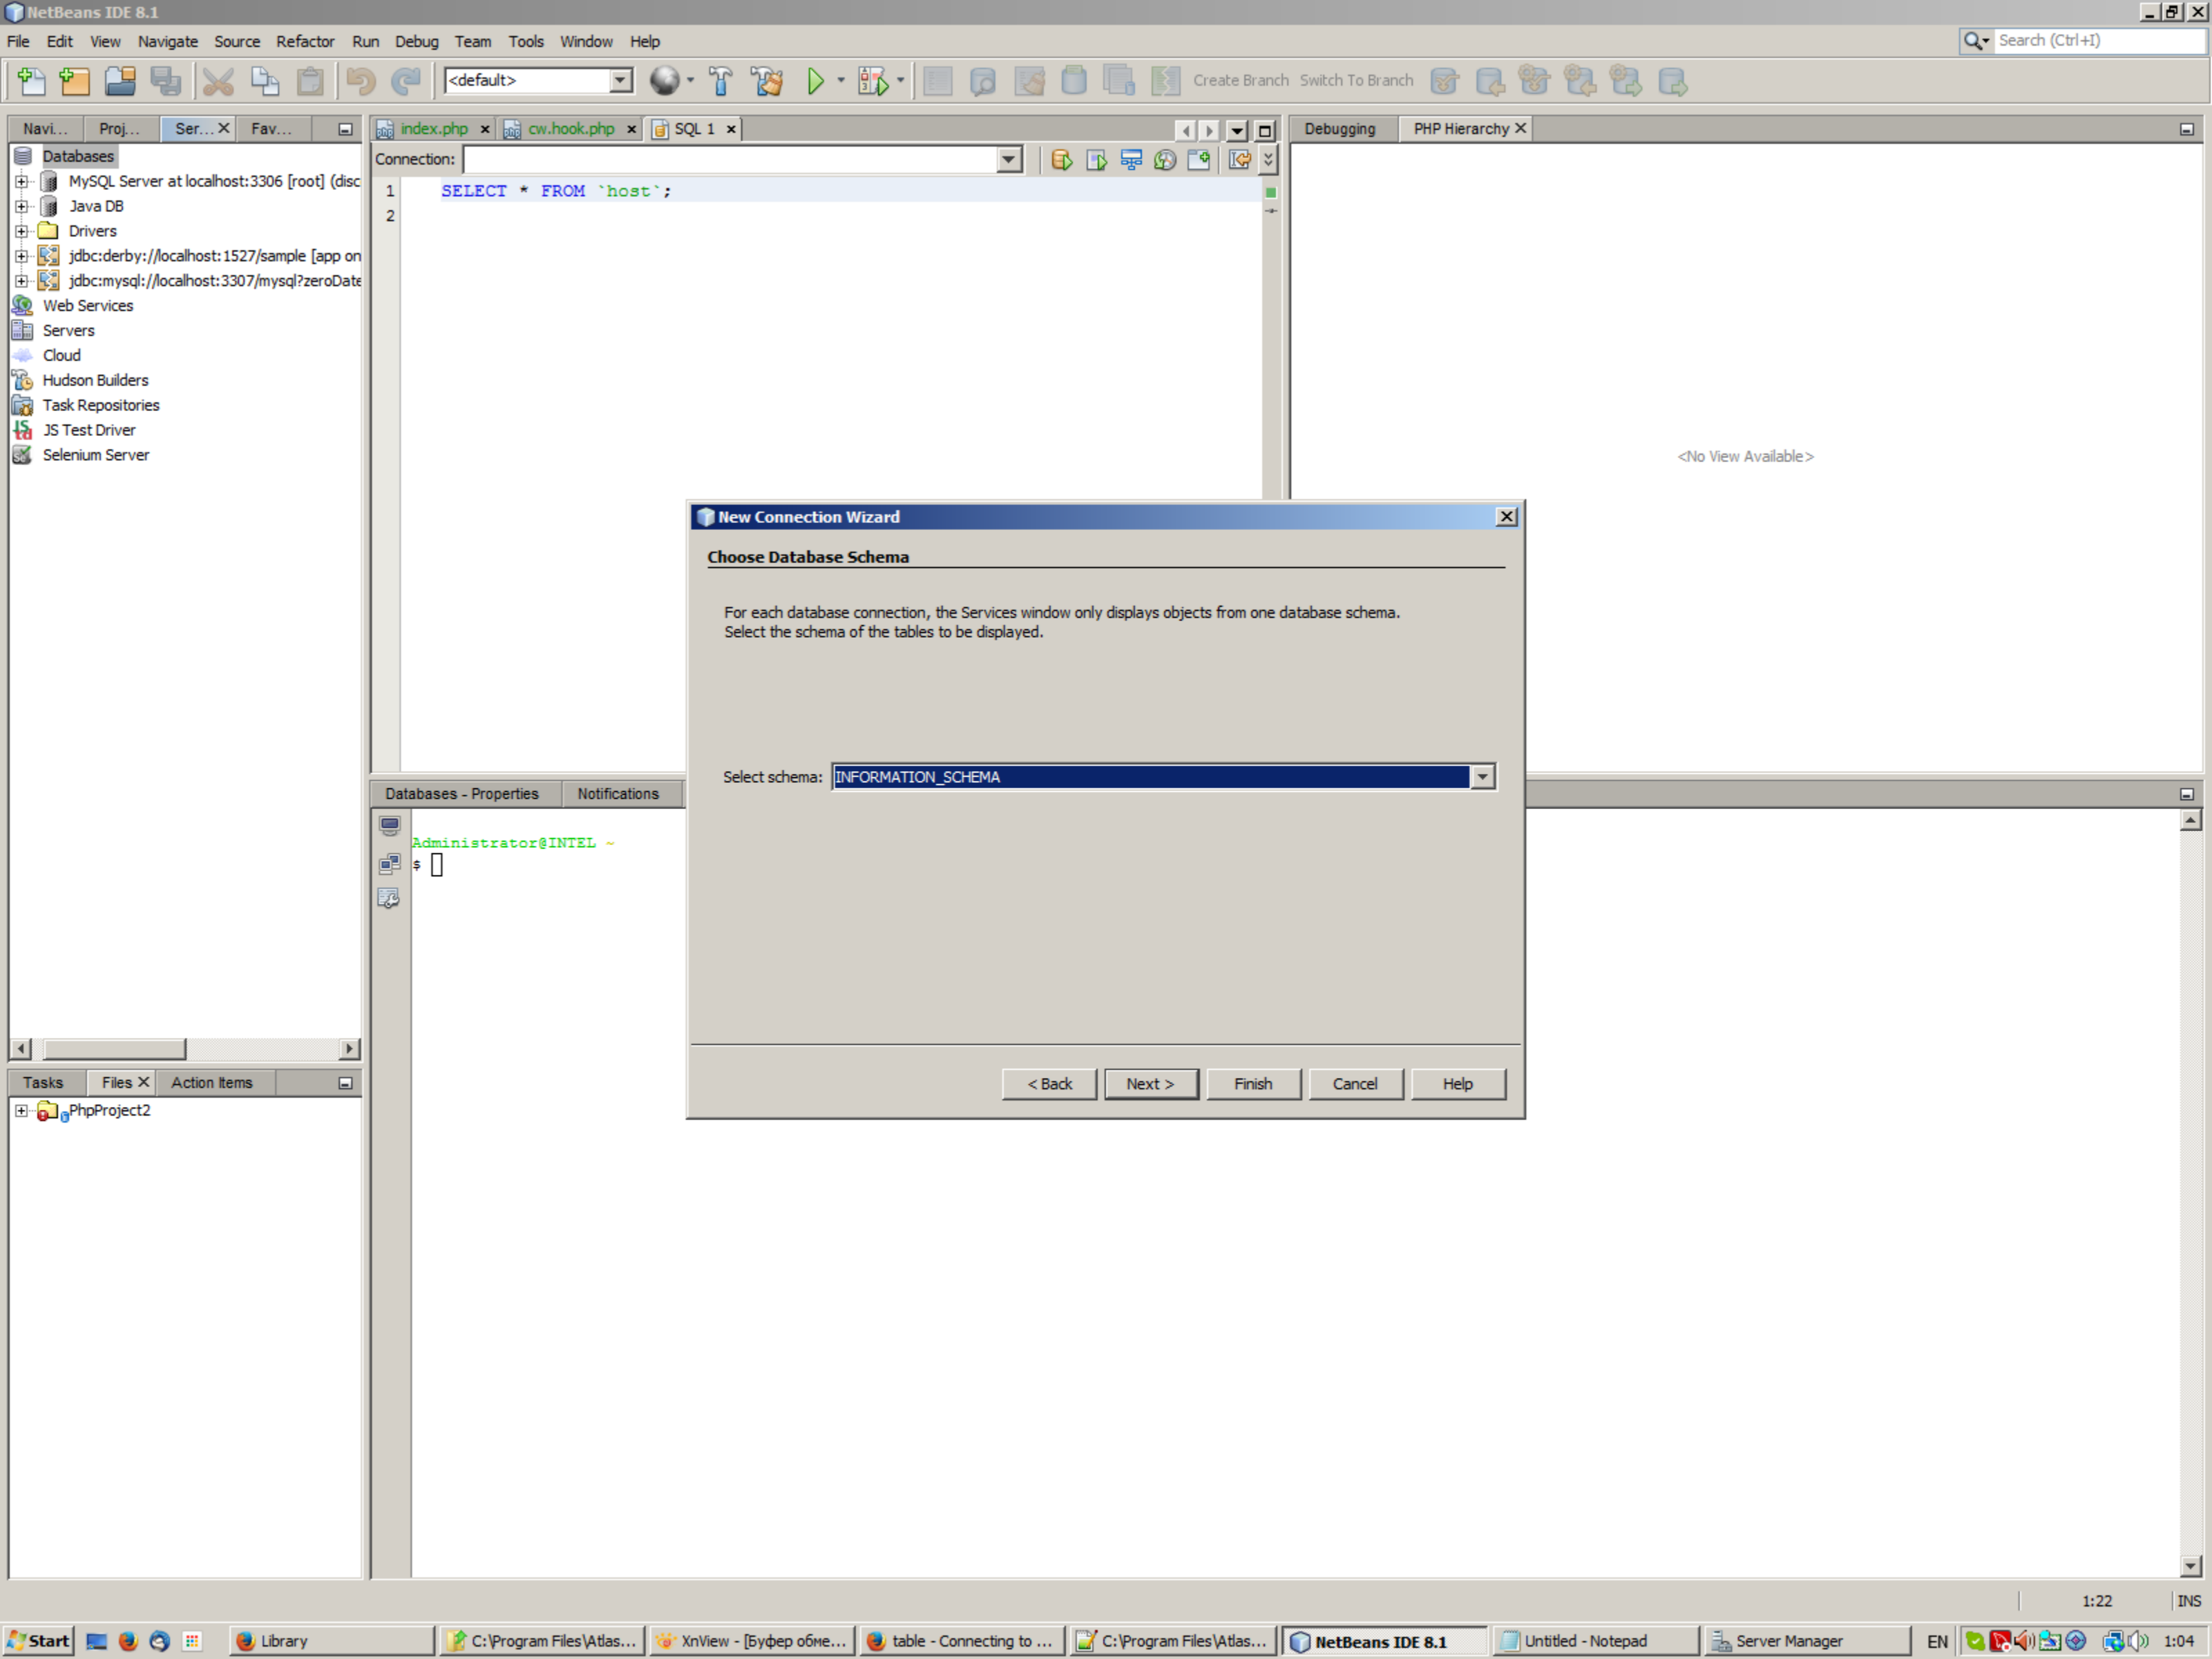 NetBeans IDE 8.1
File Edit View Navigate Source Refactor Run Debug Team Tools Window Help
Search (Ctrl+I)
<default>
Create Branch Switch To Branch
Navi... Proj... Ser... Fav...
Databases
MySQL Server at localhost:3306 [root] (disc
Java DB
Drivers
jdbc:derby://localhost:1527/sample [app on
jdbc:mysql://localhost:3307/mysql?zeroDate
Web Services
Servers
Cloud
Hudson Builders
Task Repositories
JS Test Driver
Selenium Server
index.php cw.hook.php SQL 1
Connection:
1 SELECT * FROM `host`;
2
Debugging PHP Hierarchy
<No View Available>
New Connection Wizard
Choose Database Schema
For each database connection, the Services window only displays objects from one database schema.
Select the schema of the tables to be displayed.
Select schema: INFORMATION_SCHEMA
< Back Next > Finish Cancel Help
Databases - Properties Notifications
Administrator@INTEL ~
$
Tasks Files Action Items
PhpProject2
1:22 INS
Start Library C:\Program Files\Atlas... XnView - [Буфер обме... table - Connecting to ... C:\Program Files\Atlas... NetBeans IDE 8.1 Untitled - Notepad Server Manager EN 1:04